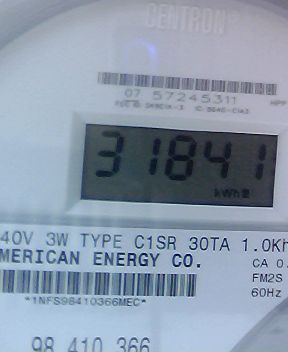 CENTRON®
07 57245311
31841
kWh
40V 3W TYPE C1SR 30TA 1.0Kh
MERICAN ENERGY CO.
CA 0.
FM2S
*1NFS98410366MEC*
60Hz
98 410 366